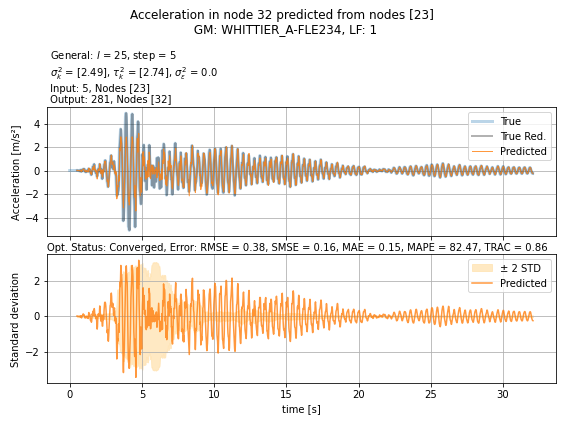 Acceleration in node 32 predicted from nodes [23]
GM: WHITTIER_A-FLE234, LF: 1
General: l = 25, step = 5
σ²ₖ = [2.49], τ²ₖ = [2.74], σ²ε = 0.0
Input: 5, Nodes [23]
Output: 281, Nodes [32]
Acceleration [m/s²]
4
2
0
−2
−4
True
True Red.
Predicted
Opt. Status: Converged, Error: RMSE = 0.38, SMSE = 0.16, MAE = 0.15, MAPE = 82.47, TRAC = 0.86
Standard deviation
2
0
−2
± 2 STD
Predicted
0 5 10 15 20 25 30
time [s]